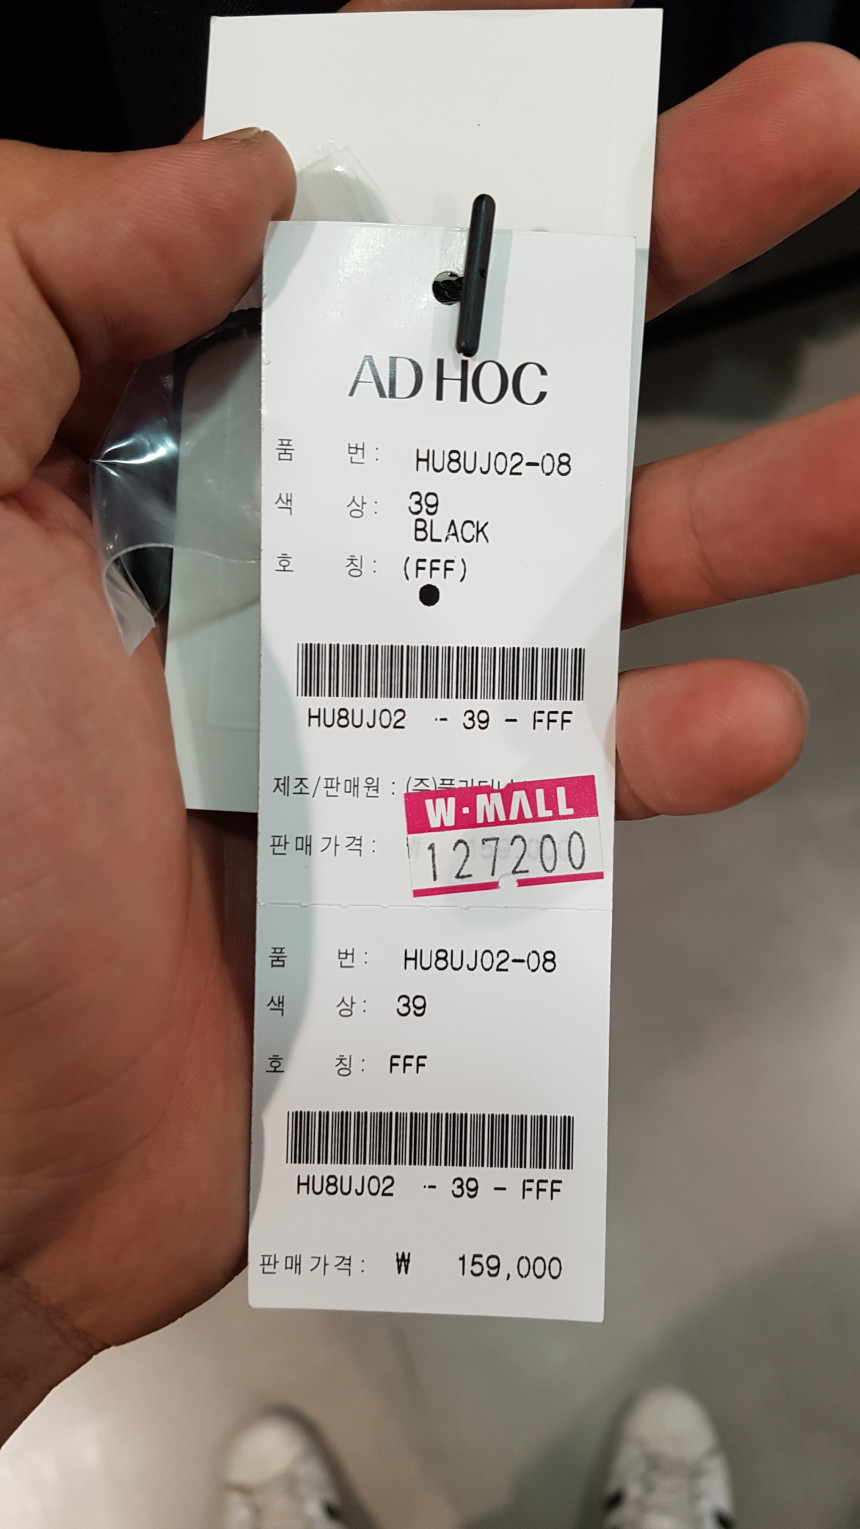 AD HOC
품 번 : HU8UJ02-08
색 상 : 39
BLACK
호 칭 : (FFF)
HU8UJ02 - 39 - FFF
제조/판매원 : (주)
W·MALL
판매가격 : 127200
품 번 : HU8UJ02-08
색 상 : 39
호 칭 : FFF
HU8UJ02 - 39 - FFF
판매가격 : ₩ 159,000